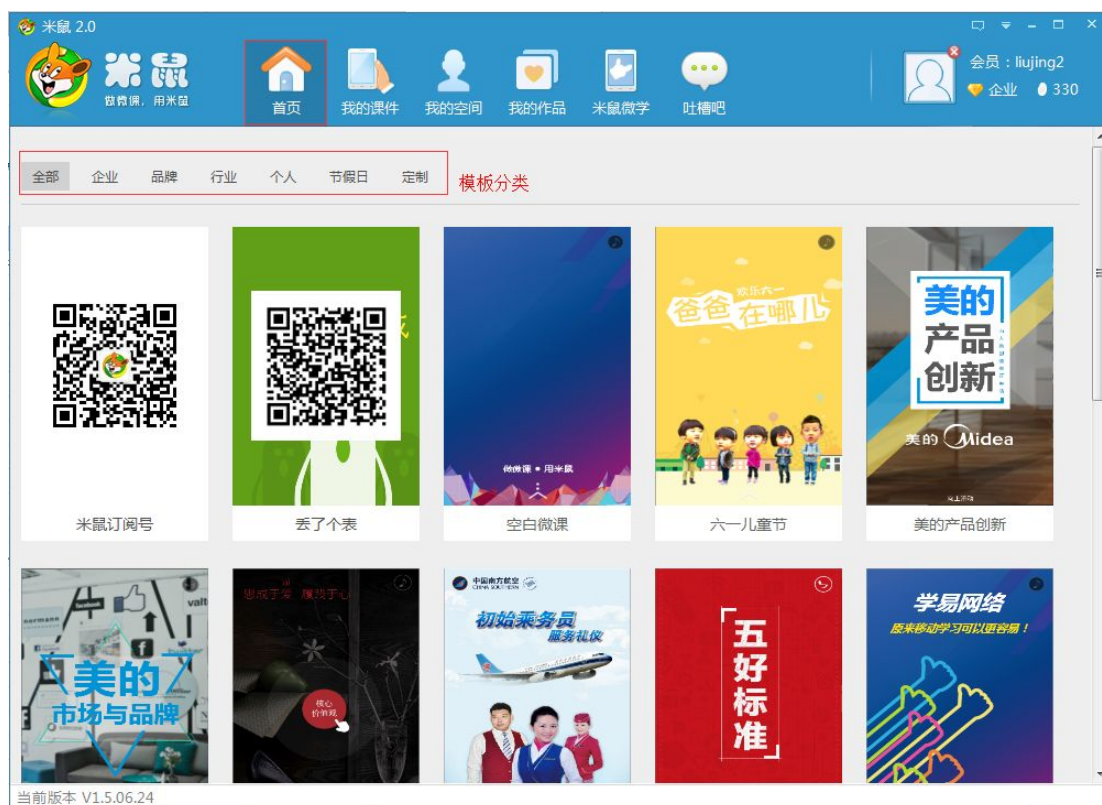 米鼠 2.0
米鼠
做微课，用米鼠
首页
我的课件
我的空间
我的作品
米鼠微学
吐槽吧
会员：liujing2
企业
330
全部
企业
品牌
行业
个人
节假日
定制
模板分类
做微课 • 用米鼠
欢乐六一
爸爸在哪儿
美的
产品
创新
美的 Midea
向上滑动
米鼠订阅号
丢了个表
空白微课
六一儿童节
美的产品创新
美的
市场与品牌
核心
价值观
中国南方航空
CHINA SOUTHERN
初始乘务员
服务礼仪
五好标准
学易网络
原来移动学习可以更容易！
当前版本 V1.5.06.24